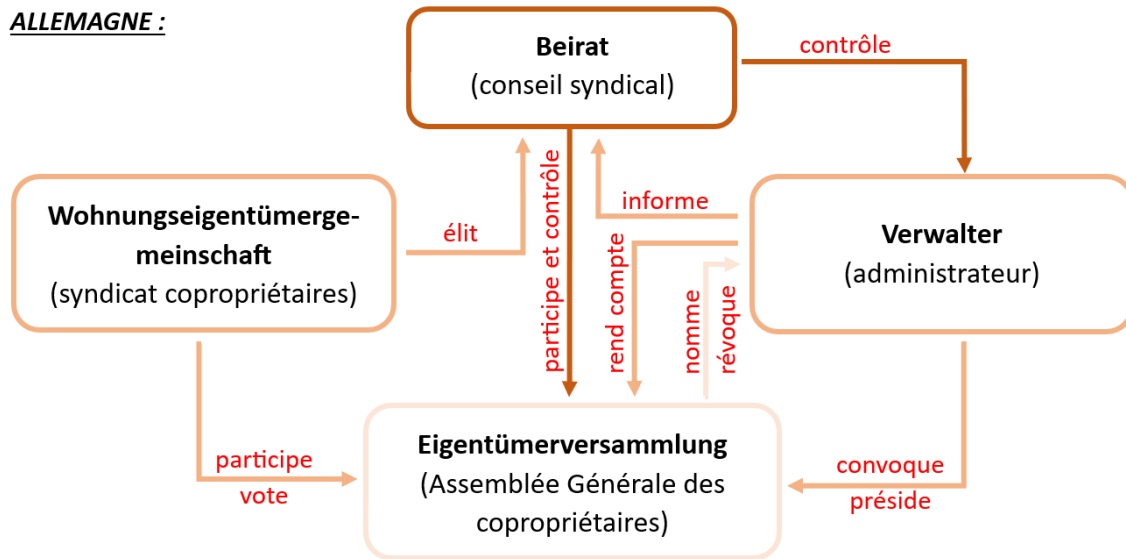 ALLEMAGNE :
Beirat
(conseil syndical)
contrôle
Wohnungseigentümerge-
meinschaft
(syndicat copropriétaires)
élit
participe et contrôle
informe
rend compte
nomme
révoque
Verwalter
(administrateur)
participe
vote
Eigentümerversammlung
(Assemblée Générale des
copropriétaires)
convoque
préside